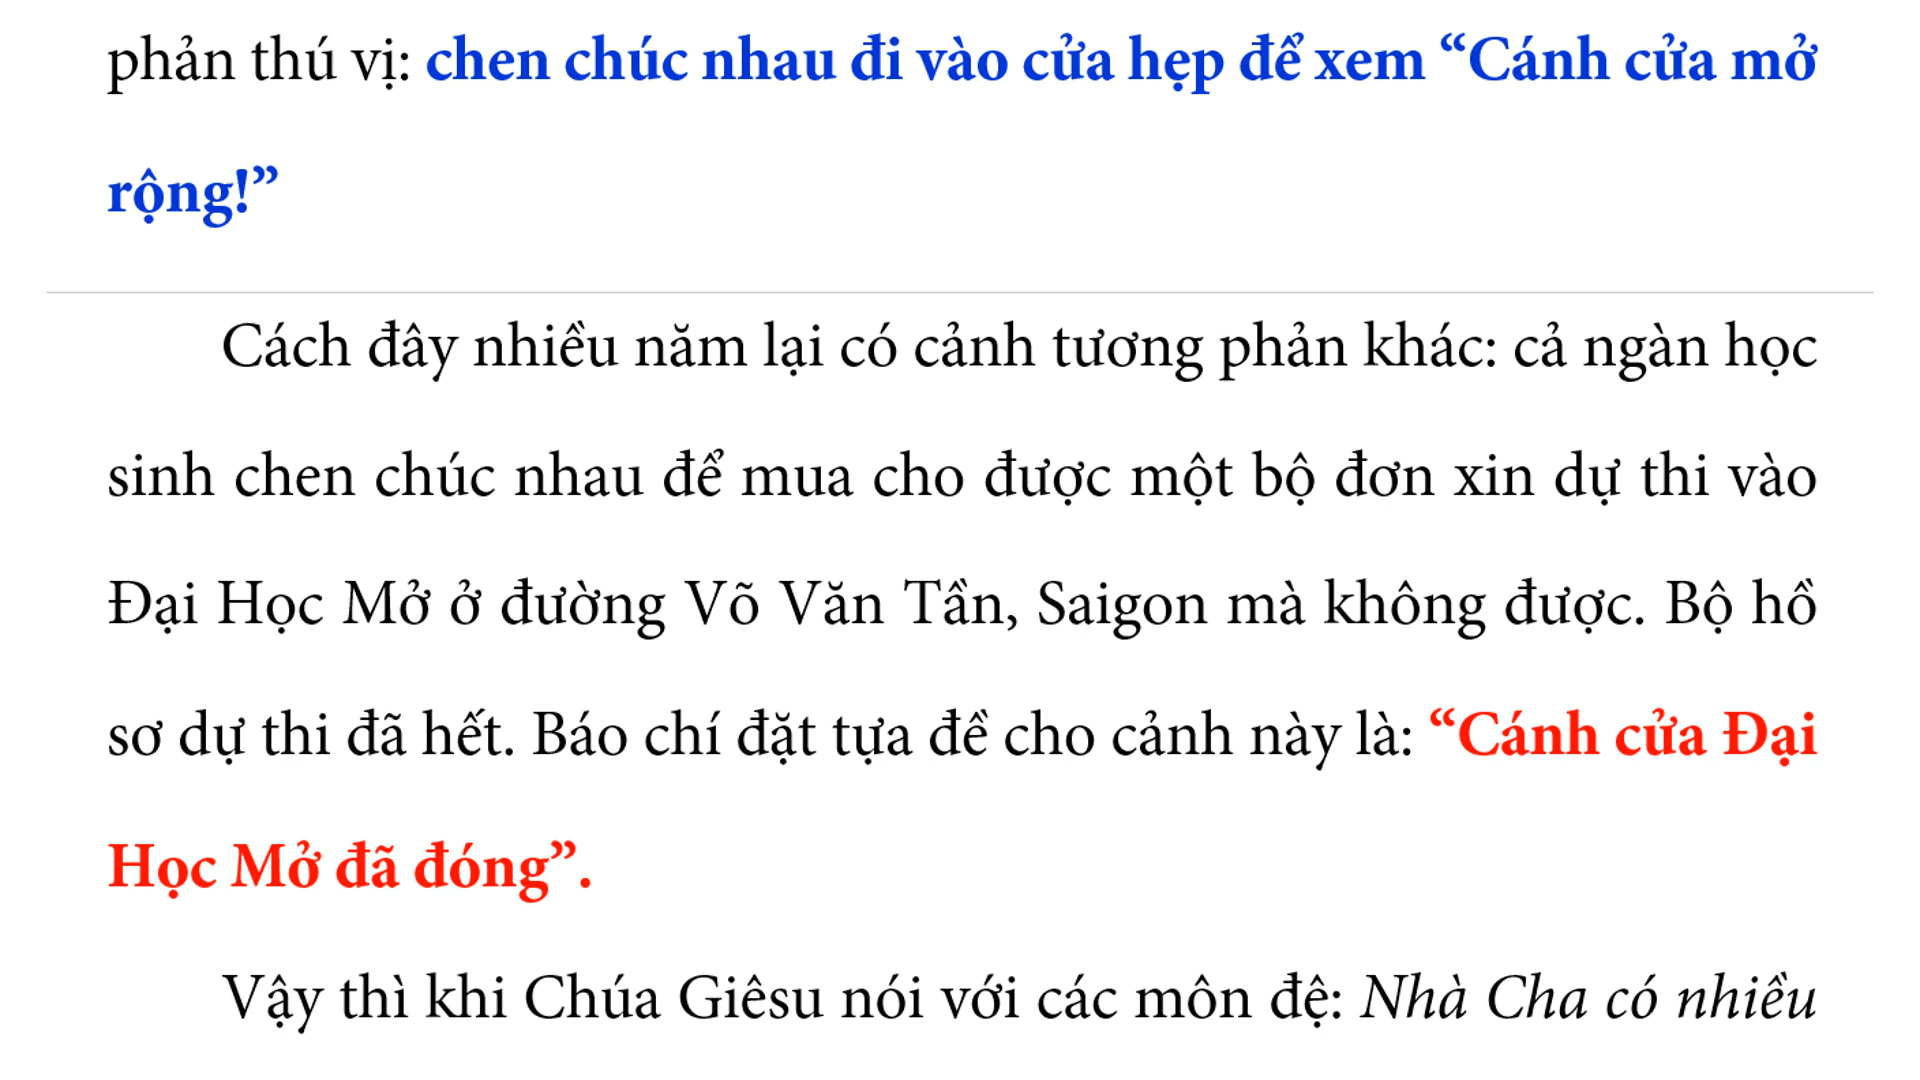 phản thú vị: chen chúc nhau đi vào cửa hẹp để xem “Cánh cửa mở
rộng!”
Cách đây nhiều năm lại có cảnh tương phản khác: cả ngàn học
sinh chen chúc nhau để mua cho được một bộ đơn xin dự thi vào
Đại Học Mở ở đường Võ Văn Tần, Saigon mà không được. Bộ hồ
sơ dự thi đã hết. Báo chí đặt tựa đề cho cảnh này là: “Cánh cửa Đại
Học Mở đã đóng”.
Vậy thì khi Chúa Giêsu nói với các môn đệ: Nhà Cha có nhiều